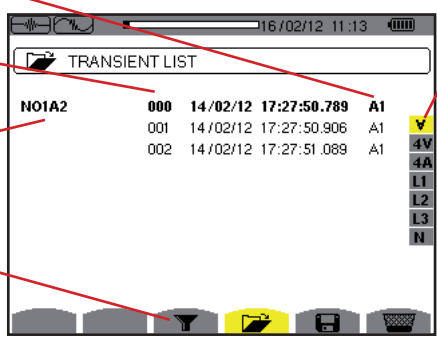 16/02/12 11:13
TRANSIENT LIST
NO1A2 000 14/02/12 17:27:50.789 A1
001 14/02/12 17:27:50.906 A1
002 14/02/12 17:27:51.089 A1
∀
4V
4A
L1
L2
L3
N